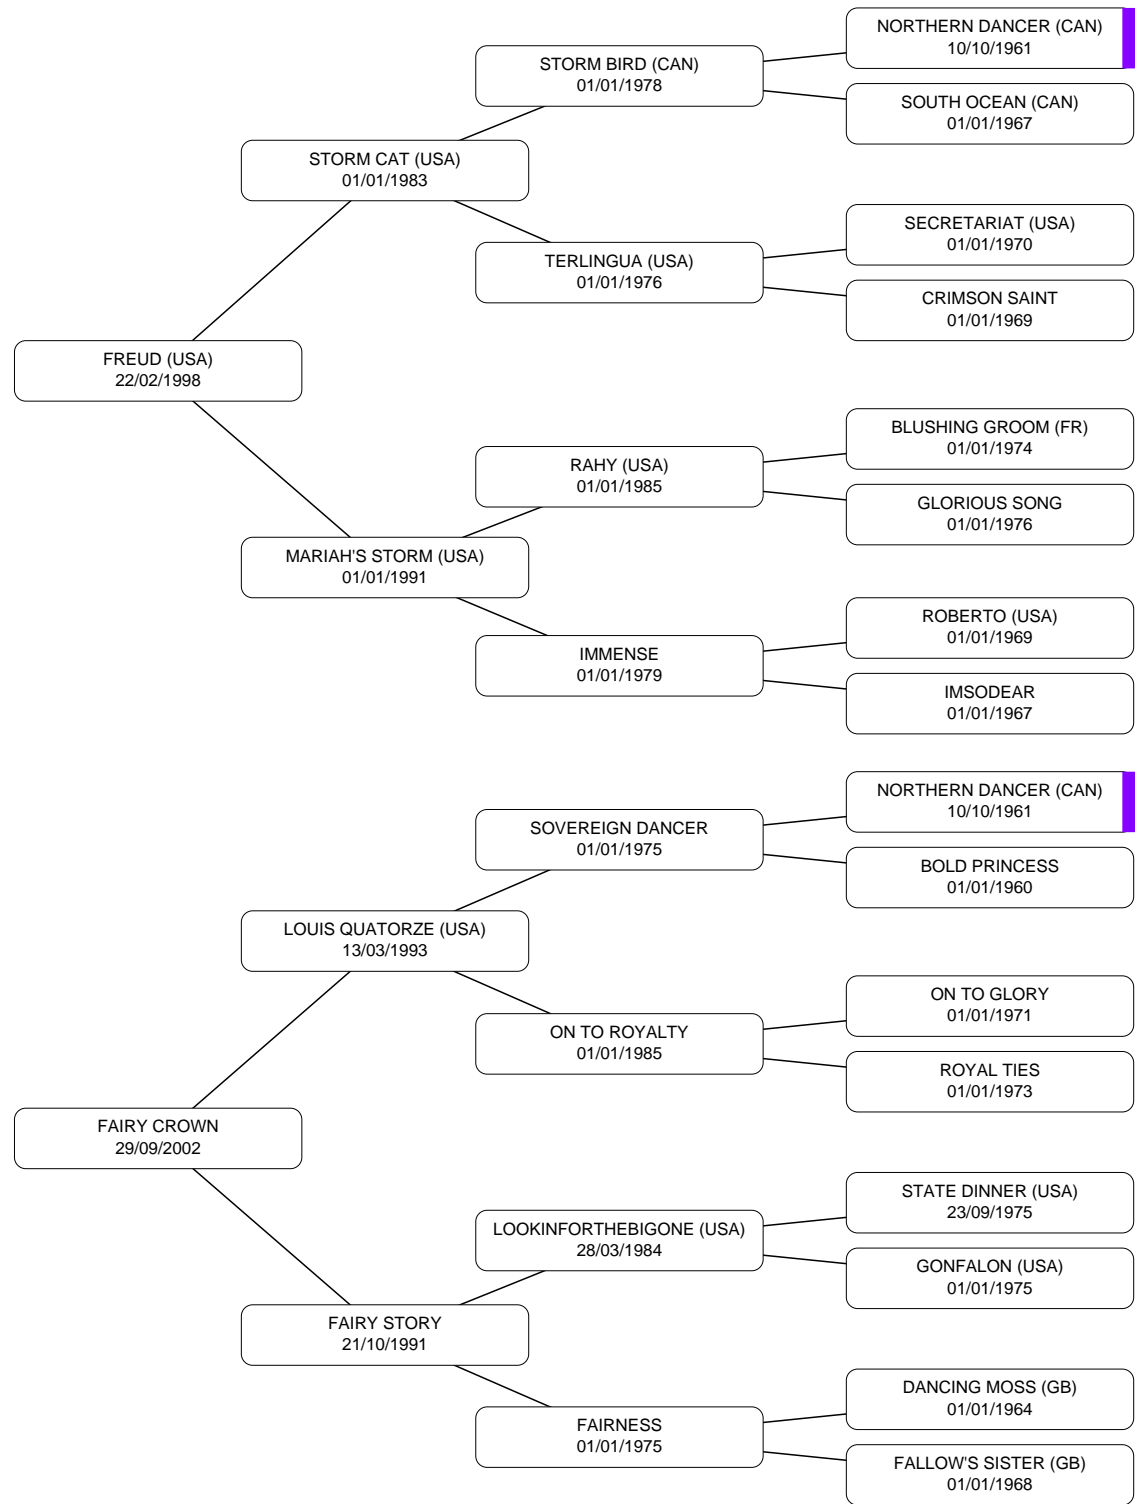 NORTHERN DANCER (CAN)
10/10/1961
STORM BIRD (CAN)
01/01/1978
SOUTH OCEAN (CAN)
01/01/1967
STORM CAT (USA)
01/01/1983
SECRETARIAT (USA)
01/01/1970
TERLINGUA (USA)
01/01/1976
CRIMSON SAINT
01/01/1969
FREUD (USA)
22/02/1998
BLUSHING GROOM (FR)
01/01/1974
RAHY (USA)
01/01/1985
GLORIOUS SONG
01/01/1976
MARIAH'S STORM (USA)
01/01/1991
ROBERTO (USA)
01/01/1969
IMMENSE
01/01/1979
IMSODEAR
01/01/1967
NORTHERN DANCER (CAN)
10/10/1961
SOVEREIGN DANCER
01/01/1975
BOLD PRINCESS
01/01/1960
LOUIS QUATORZE (USA)
13/03/1993
ON TO GLORY
01/01/1971
ON TO ROYALTY
01/01/1985
ROYAL TIES
01/01/1973
FAIRY CROWN
29/09/2002
STATE DINNER (USA)
23/09/1975
LOOKINFORTHEBIGONE (USA)
28/03/1984
GONFALON (USA)
01/01/1975
FAIRY STORY
21/10/1991
DANCING MOSS (GB)
01/01/1964
FAIRNESS
01/01/1975
FALLOW'S SISTER (GB)
01/01/1968